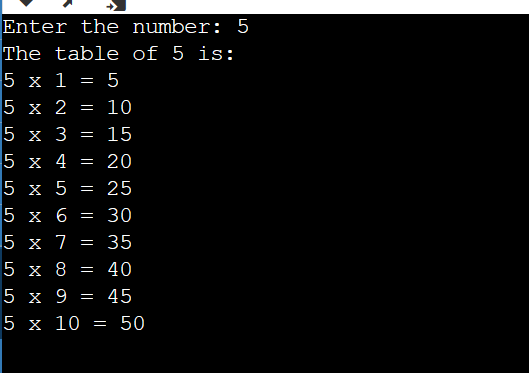 Enter the number: 5
The table of 5 is:
5 x 1 = 5
5 x 2 = 10
5 x 3 = 15
5 x 4 = 20
5 x 5 = 25
5 x 6 = 30
5 x 7 = 35
5 x 8 = 40
5 x 9 = 45
5 x 10 = 50